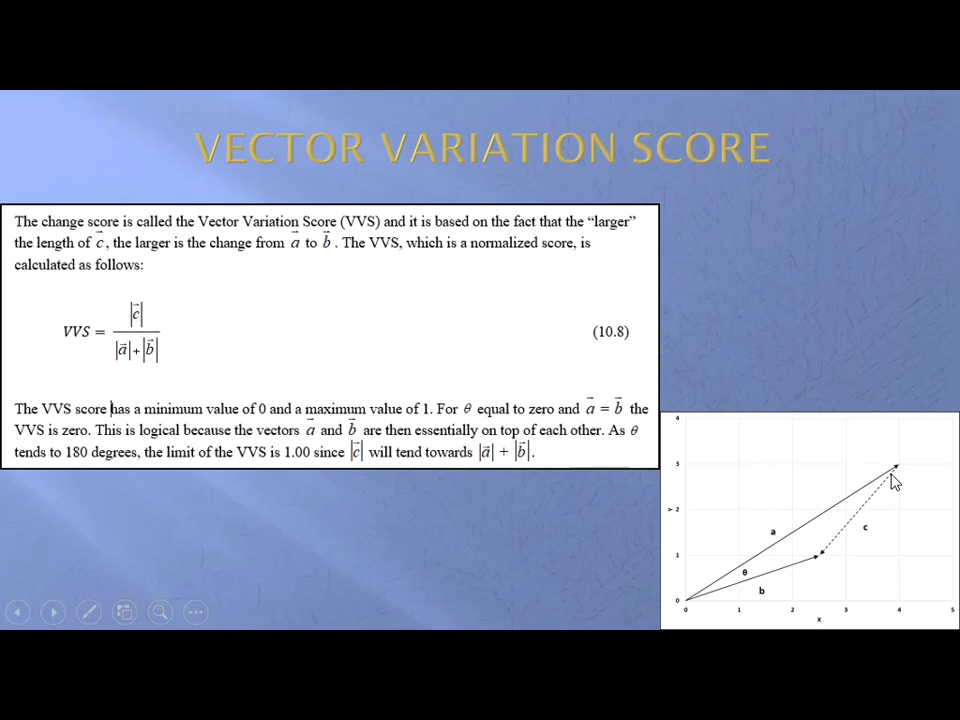 VECTOR VARIATION SCORE
The change score is called the Vector Variation Score (VVS) and it is based on the fact that the “larger”
the length of c⃗, the larger is the change from a⃗ to b⃗. The VVS, which is a normalized score, is
calculated as follows:
VVS = |c⃗| / (|a⃗|+|b⃗|) (10.8)
The VVS score has a minimum value of 0 and a maximum value of 1. For θ equal to zero and a⃗ = b⃗ the
VVS is zero. This is logical because the vectors a⃗ and b⃗ are then essentially on top of each other. As θ
tends to 180 degrees, the limit of the VVS is 1.00 since |c⃗| will tend towards |a⃗| + |b⃗|.
4
3
Y 2
a c
1
θ
b
0
0 1 2 3 4 5
X